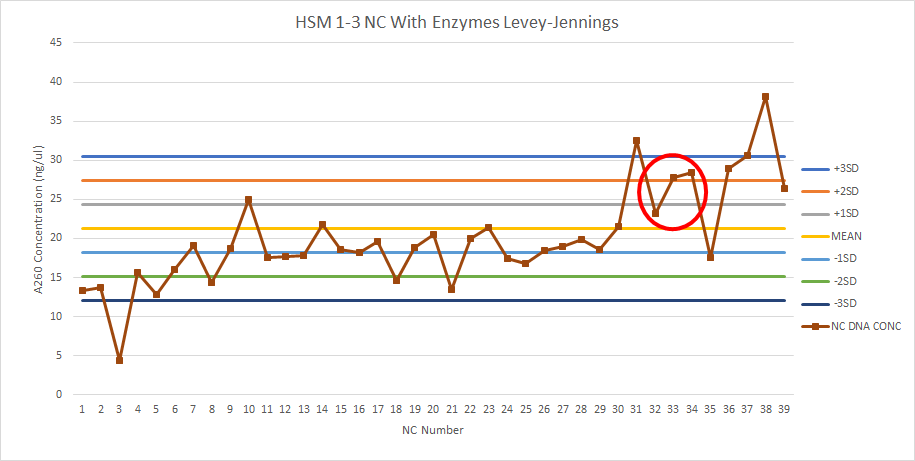 HSM 1-3 NC With Enzymes Levey-Jennings
45
40
35
30
25
20
15
10
5
0
A260 Concentration (ng/ul)
1 2 3 4 5 6 7 8 9 10 11 12 13 14 15 16 17 18 19 20 21 22 23 24 25 26 27 28 29 30 31 32 33 34 35 36 37 38 39
NC Number
+3SD
+2SD
+1SD
MEAN
-1SD
-2SD
-3SD
NC DNA CONC